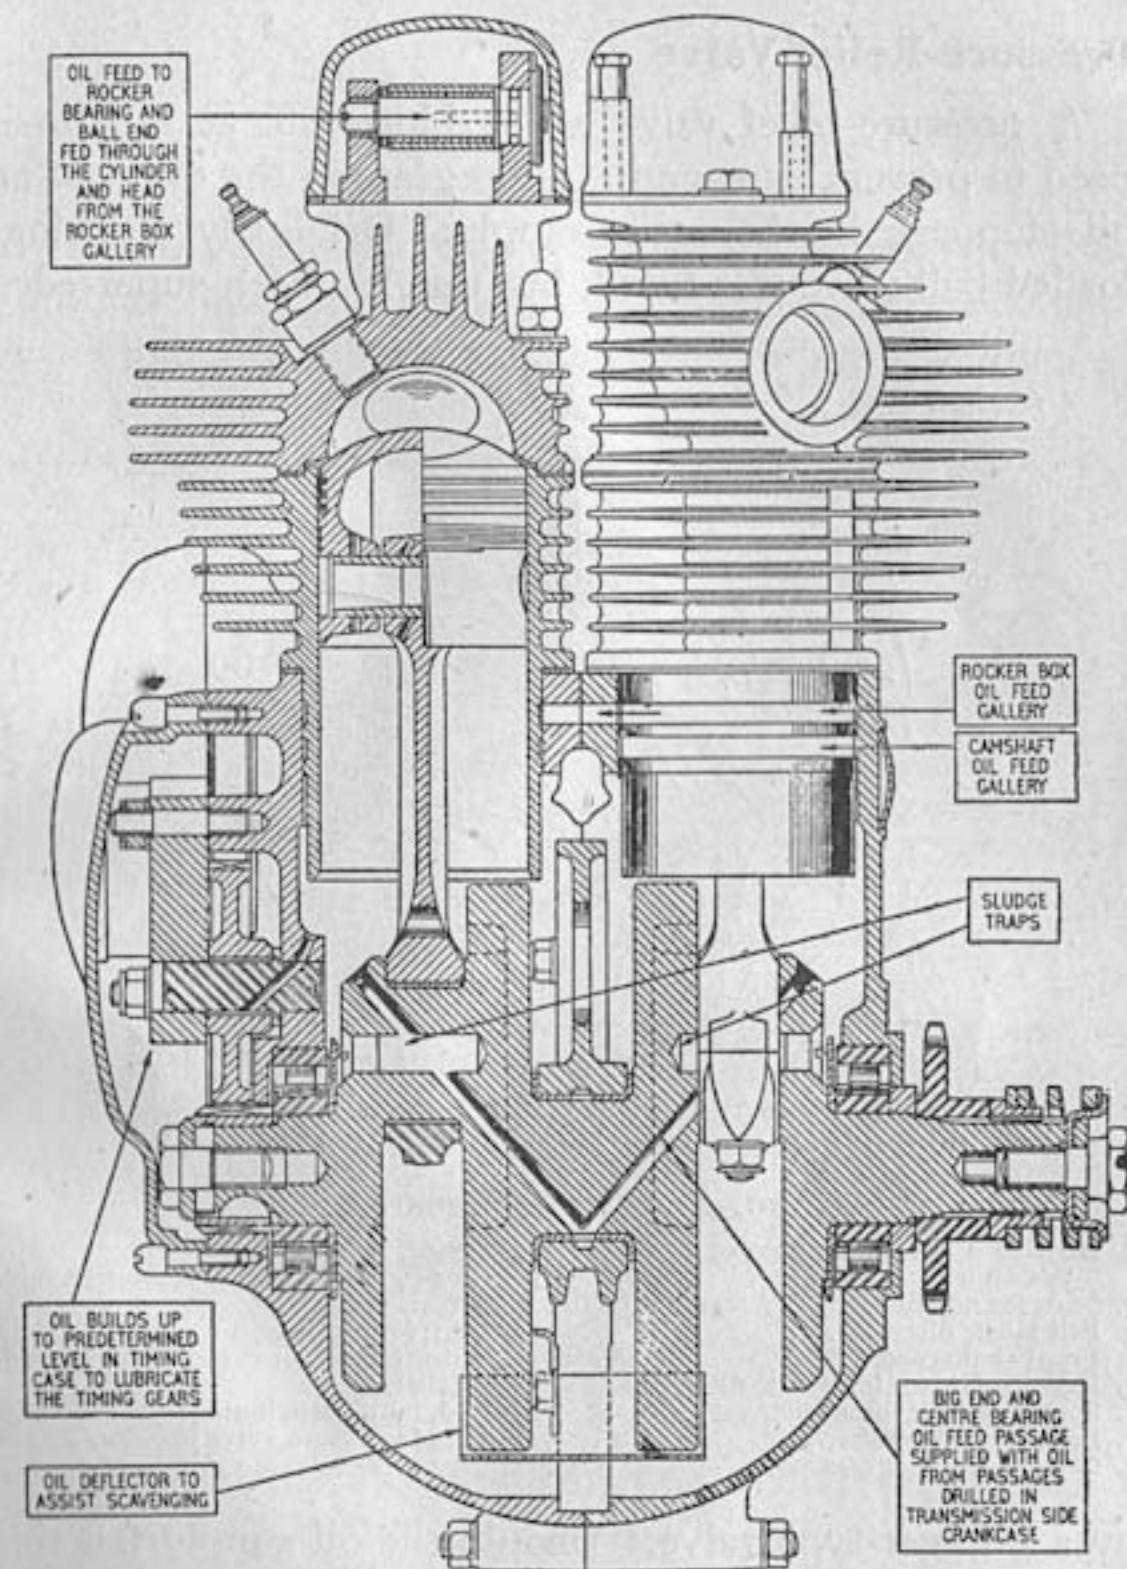 OIL FEED TO
ROCKER
BEARING AND
BALL END
FED THROUGH
THE CYLINDER
AND HEAD
FROM THE
ROCKER BOX
GALLERY
ROCKER BOX
OIL FEED
GALLERY
CAMSHAFT
OIL FEED
GALLERY
SLUDGE
TRAPS
OIL BUILDS UP
TO PREDETERMINED
LEVEL IN TIMING
CASE TO LUBRICATE
THE TIMING GEARS
OIL DEFLECTOR TO
ASSIST SCAVENGING
BIG END AND
CENTRE BEARING
OIL FEED PASSAGE
SUPPLIED WITH OIL
FROM PASSAGES
DRILLED IN
TRANSMISSION SIDE
CRANKCASE